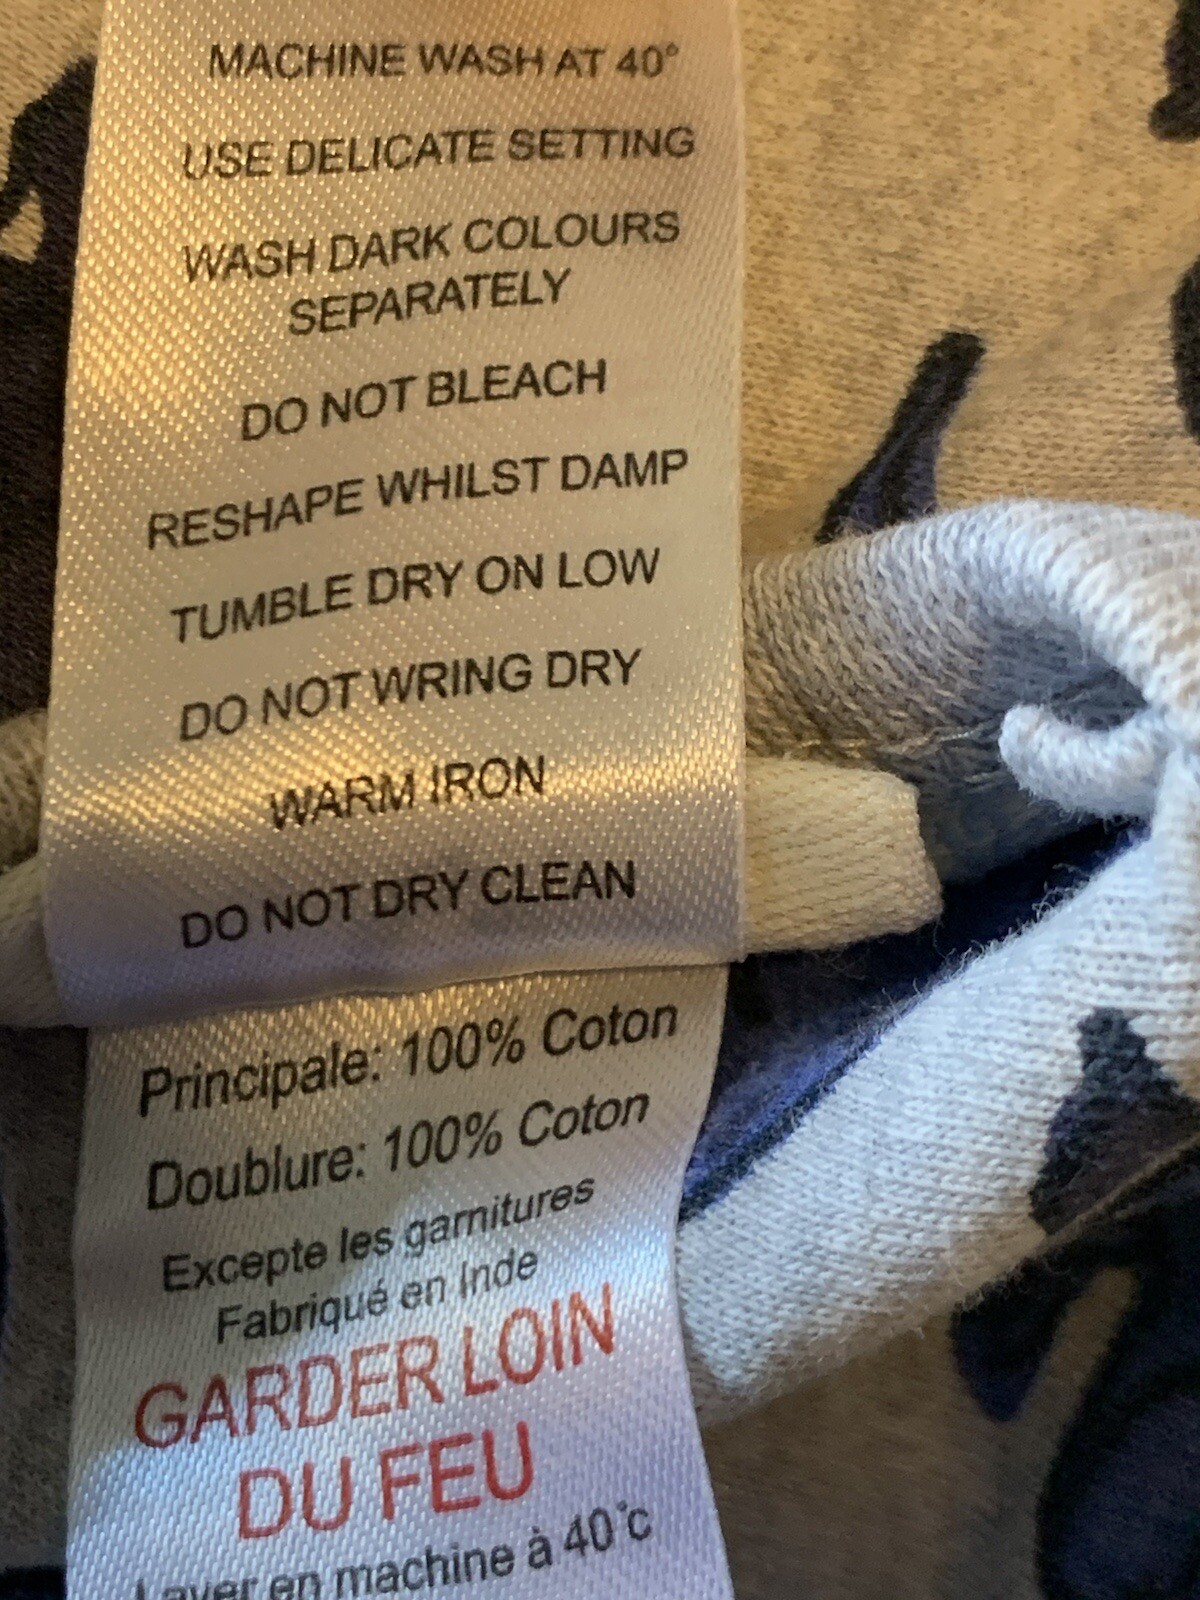 MACHINE WASH AT 40°
USE DELICATE SETTING
WASH DARK COLOURS
SEPARATELY
DO NOT BLEACH
RESHAPE WHILST DAMP
TUMBLE DRY ON LOW
DO NOT WRING DRY
WARM IRON
DO NOT DRY CLEAN
Principale: 100% Coton
Doublure: 100% Coton
Excepte les garnitures
Fabriqué en Inde
GARDER LOIN
DU FEU
Laver en machine à 40°c